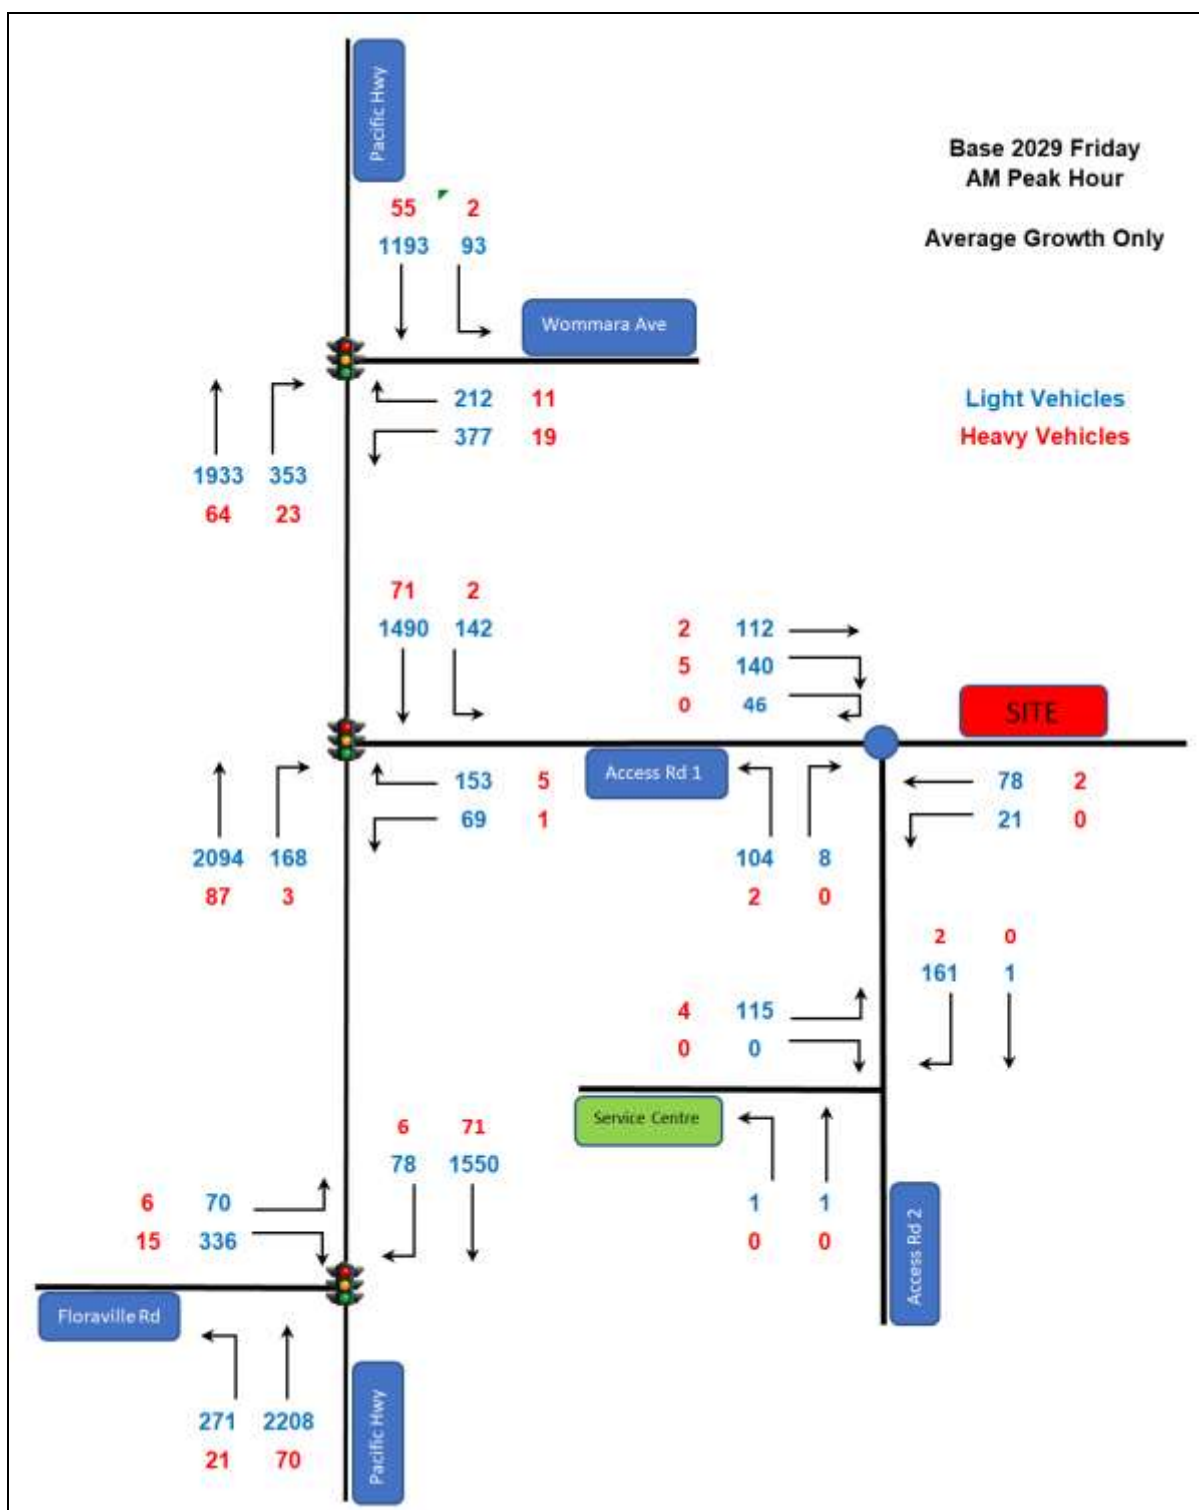 Pacific Hwy
Base 2029 Friday
AM Peak Hour
Average Growth Only
55 2
1193 93
Wommara Ave
212 11
377 19
Light Vehicles
Heavy Vehicles
1933 353
64 23
71 2
1490 142
2 112
5 140
0 46
SITE
Access Rd 1
153 5
69 1
78 2
21 0
2094 168
87 3
104 8
2 0
2 0
161 1
4 115
0 0
Service Centre
6 71
78 1550
1 1
0 0
6 70
15 336
Access Rd 2
Floraville Rd
271 2208
21 70
Pacific Hwy